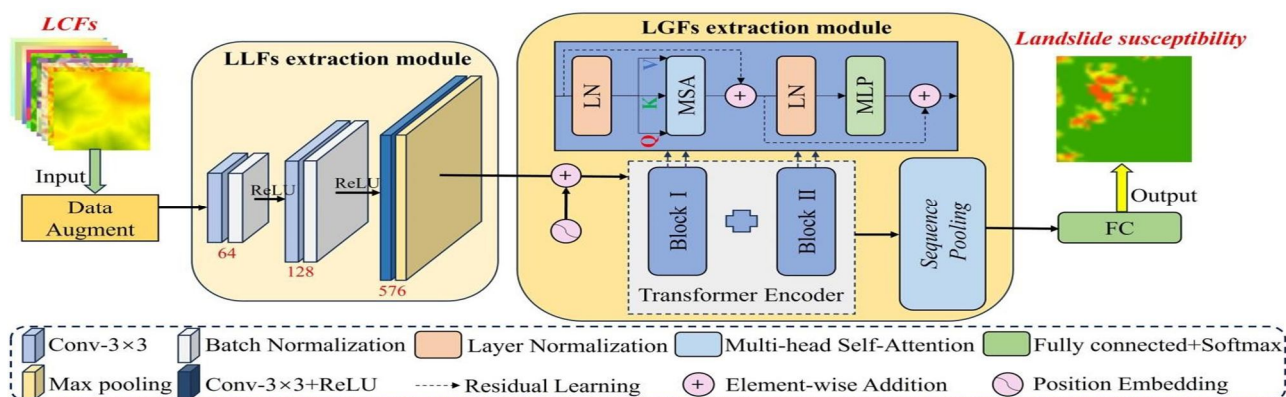 LCFs
Input
Data
Augment
LLFs extraction module
ReLU
ReLU
64
128
576
LGFs extraction module
LN
V
K
Q
MSA
+
LN
MLP
+
+
Block I
Block II
Transformer Encoder
Sequence
Pooling
Landslide susceptibility
Output
FC
Conv-3×3
Batch Normalization
Layer Normalization
Multi-head Self-Attention
Fully connected+Softmax
Max pooling
Conv-3×3+ReLU
Residual Learning
+
Element-wise Addition
Position Embedding